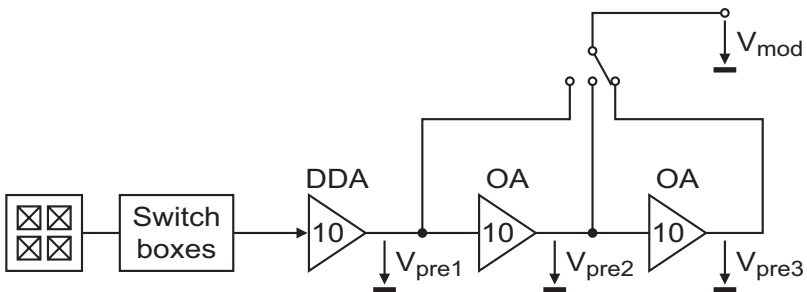 V_mod
DDA
OA
OA
Switch
boxes
10
10
10
V_pre1
V_pre2
V_pre3